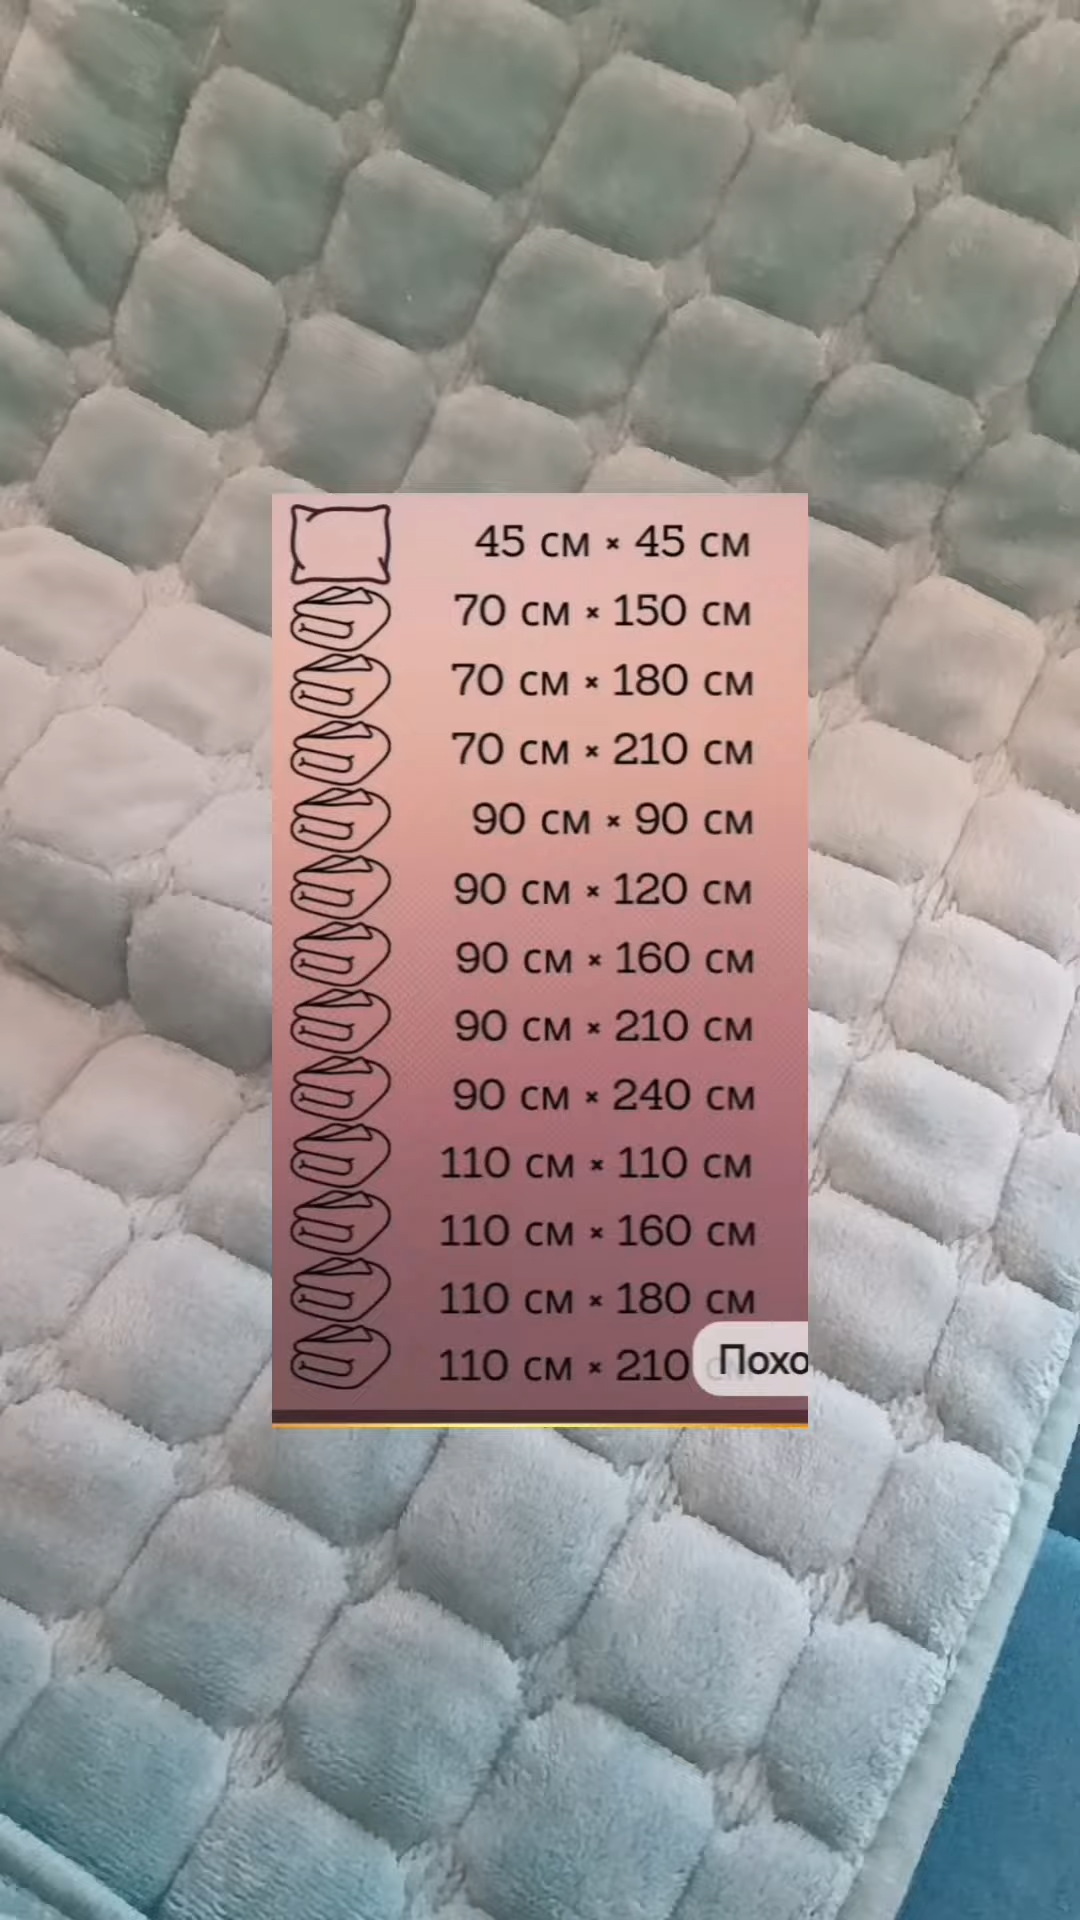 45 см × 45 см
70 см × 150 см
70 см × 180 см
70 см × 210 см
90 см × 90 см
90 см × 120 см
90 см × 160 см
90 см × 210 см
90 см × 240 см
110 см × 110 см
110 см × 160 см
110 см × 180 см
110 см × 210